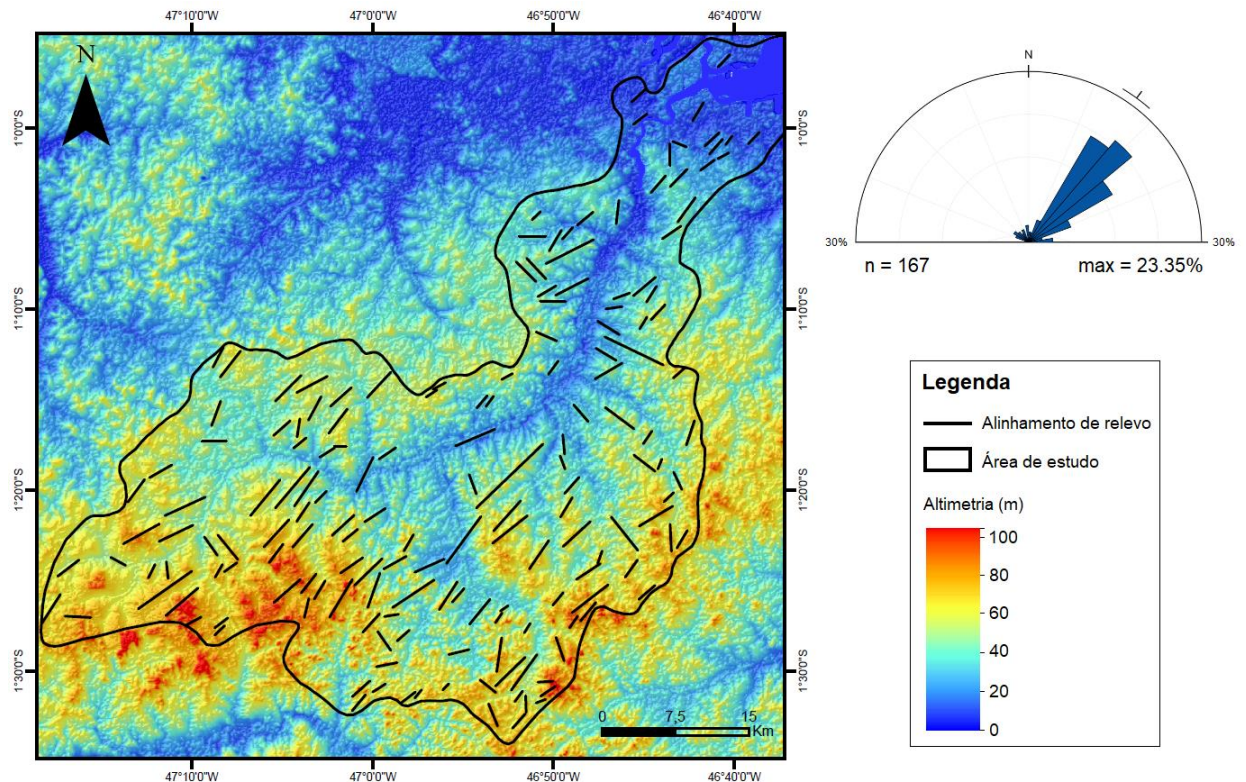 47°10'0"W 47°0'0"W 46°50'0"W 46°40'0"W
N
1°0'0"S 1°0'0"S
1°10'0"S 1°10'0"S
1°20'0"S 1°20'0"S
1°30'0"S 1°30'0"S
0 7,5 15
Km
47°10'0"W 47°0'0"W 46°50'0"W 46°40'0"W
N
30% 30%
n = 167 max = 23.35%
Legenda
Alinhamento de relevo
Área de estudo
Altimetria (m)
100
80
60
40
20
0